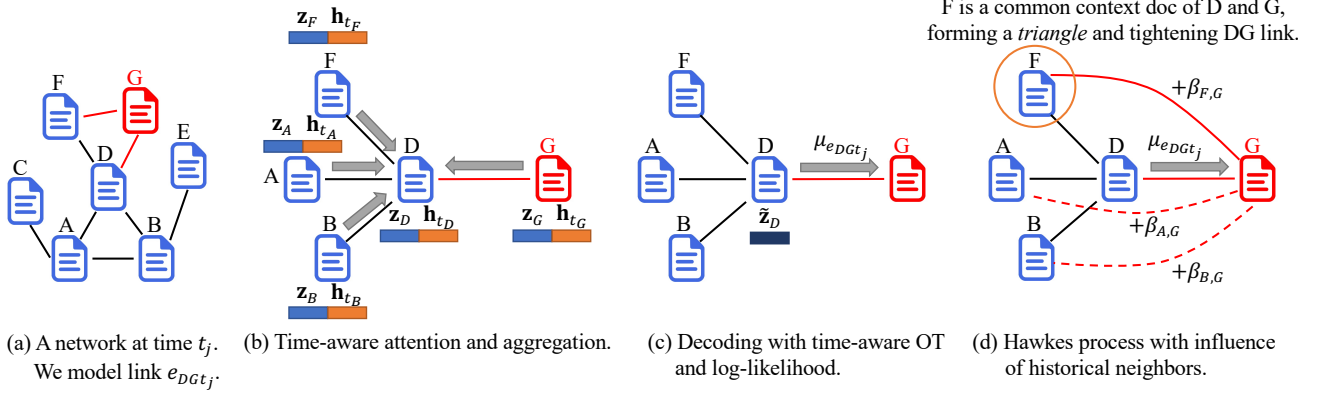 F is a common context doc of D and G,
forming a triangle and tightening DG link.
F
G
E
D
C
A
B
(a) A network at time t_j.
We model link e_{DGt_j}.
z_F h_{t_F}
F
z_A h_{t_A}
D
G
A
B
z_D h_{t_D}
z_G h_{t_G}
z_B h_{t_B}
(b) Time-aware attention and aggregation.
F
A
D
μ_{e_{DGt_j}}
G
B
z̃_D
(c) Decoding with time-aware OT
and log-likelihood.
F
+β_{F,G}
A
D
μ_{e_{DGt_j}}
G
B
+β_{A,G}
+β_{B,G}
(d) Hawkes process with influence
of historical neighbors.